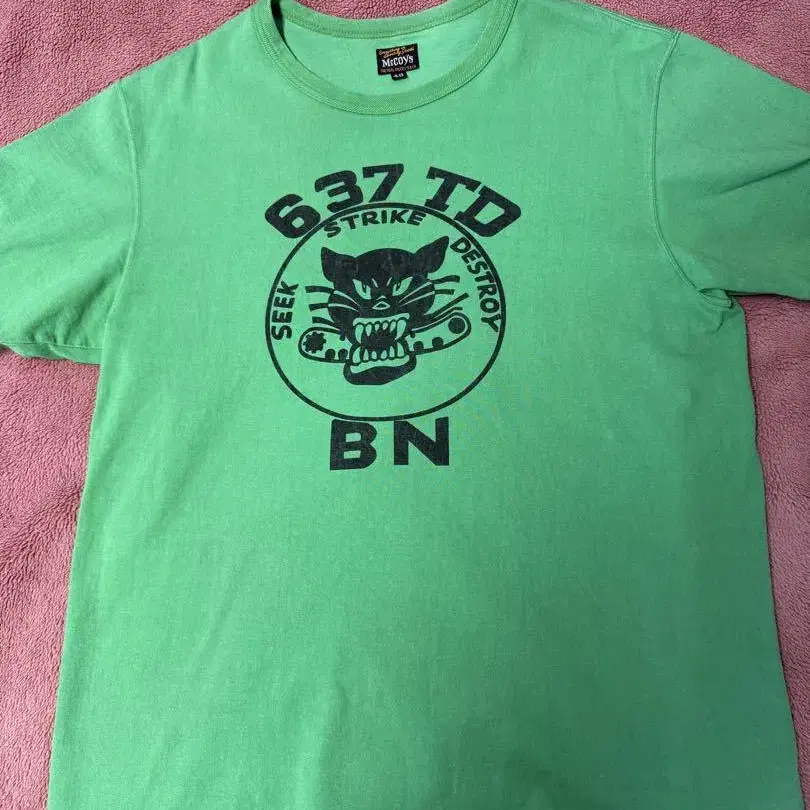 McCOY'S
637 TD
SEEK STRIKE DESTROY
BN